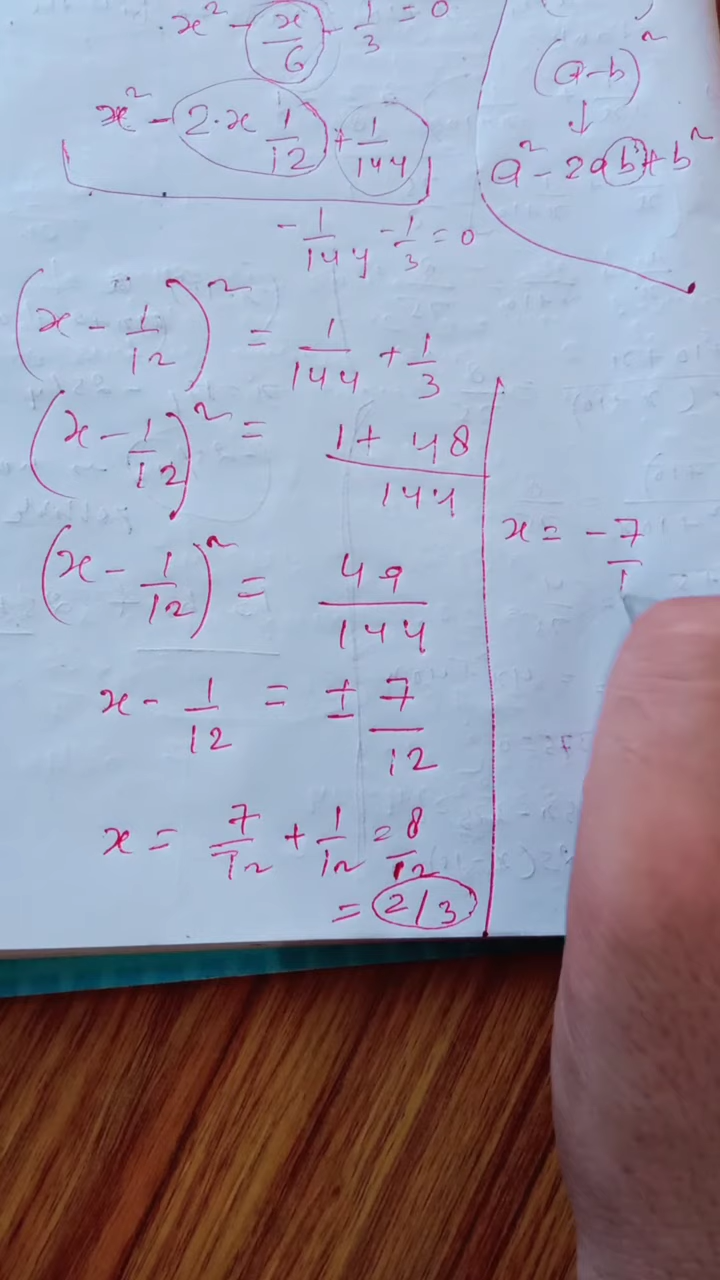 x² - x/6 - 1/3 = 0
x² - 2·x 1/12 + 1/144
- 1/144 - 1/3 = 0
(x - 1/12)² = 1/144 + 1/3
(x - 1/12)² = (1 + 48)/144
(x - 1/12)² = 49/144
x - 1/12 = ± 7/12
x = 7/12 + 1/12 = 8/12
= 2/3
(a-b)²
↓
a² - 2ab + b²
x = -7/1